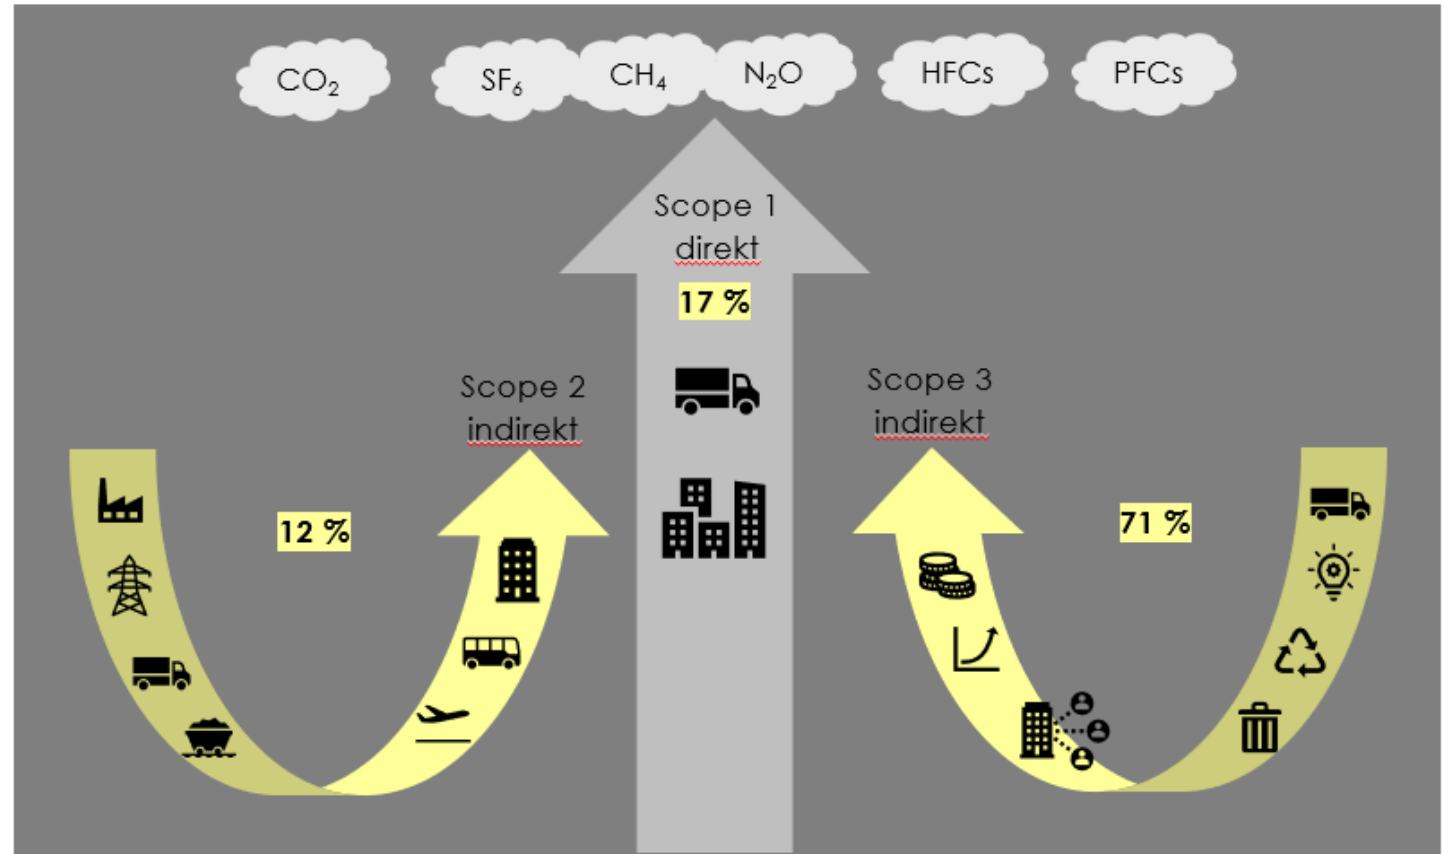 CO₂
SF₆
CH₄
N₂O
HFCs
PFCs
Scope 1
direkt
17 %
Scope 2
indirekt
12 %
Scope 3
indirekt
71 %